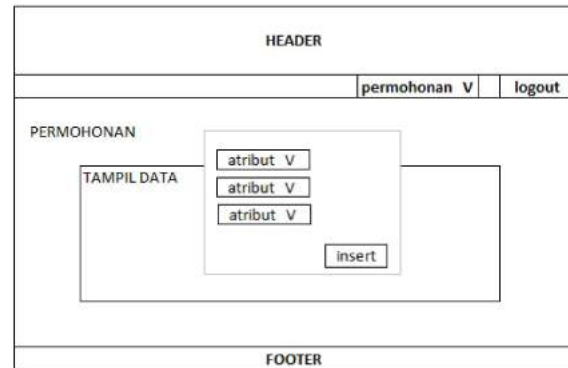 HEADER
permohonan V logout
PERMOHONAN
TAMPIL DATA
atribut V
atribut V
atribut V
insert
FOOTER